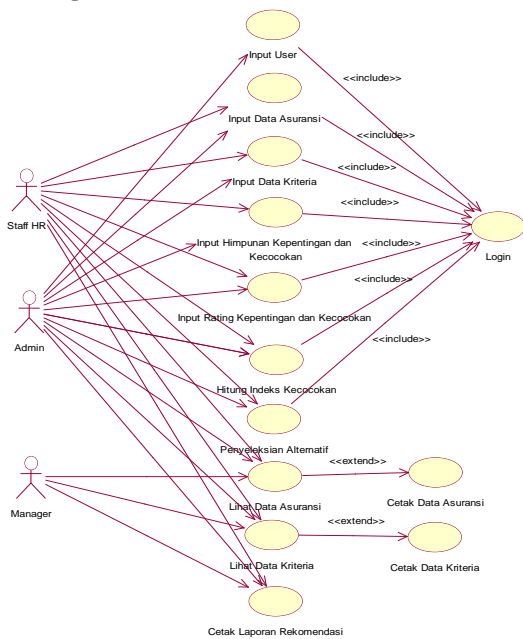 Input User
<<include>>
Input Data Asuransi
<<include>>
Input Data Kriteria
<<include>>
Staff HR
<<include>>
Input Himpunan Kepentingan dan
Kecocokan
<<include>>
Login
<<include>>
Input Rating Kepentingan dan Kecocokan
<<include>>
Admin
Hitung Indeks Kecocokan
Penyeleksian Alternatif
<<extend>>
Lihat Data Asuransi
Cetak Data Asuransi
Manager
<<extend>>
Lihat Data Kriteria
Cetak Data Kriteria
Cetak Laporan Rekomendasi